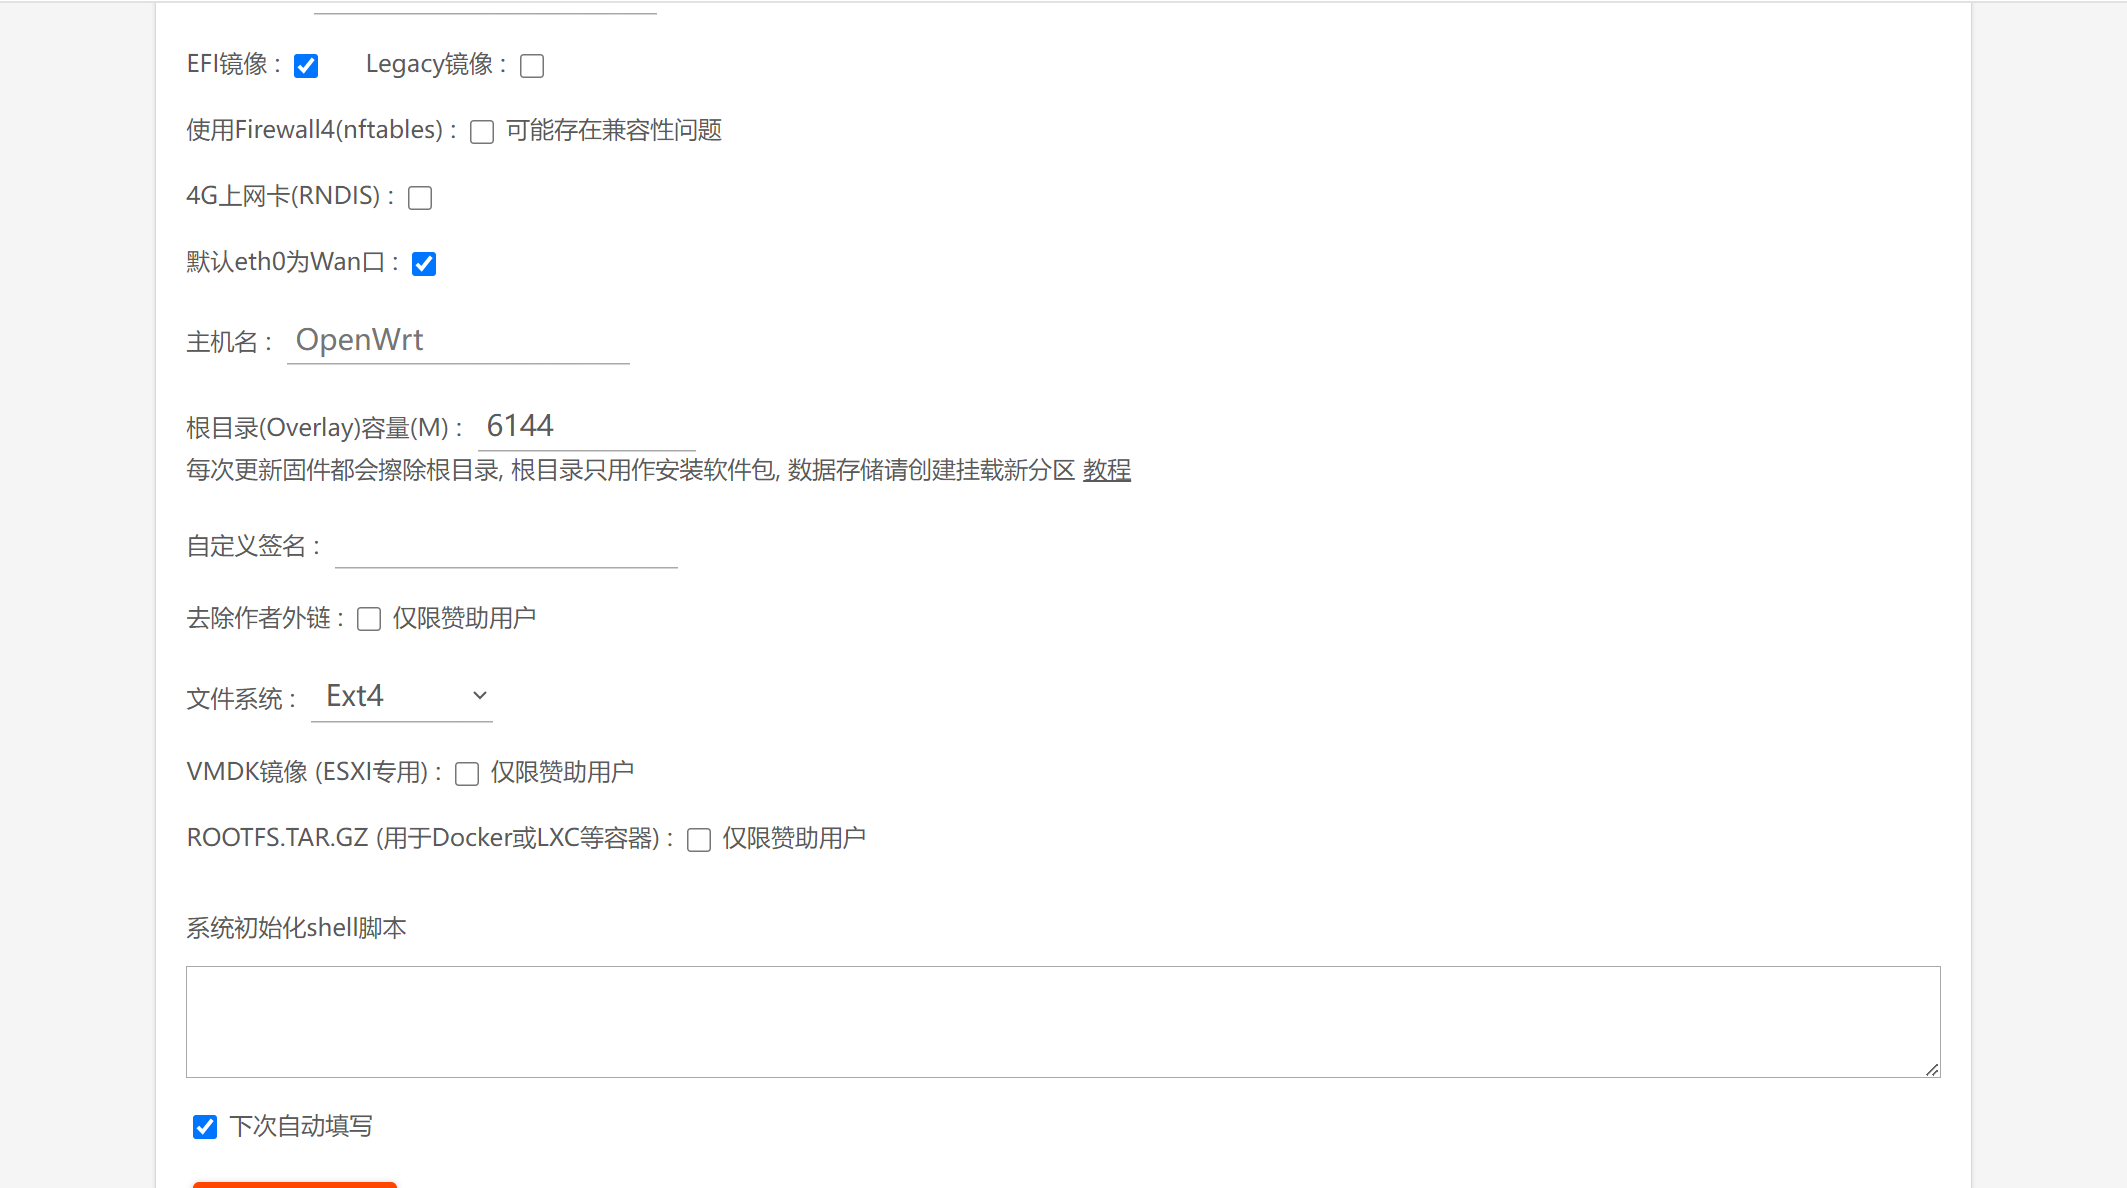 EFI镜像 : Legacy镜像 :
使用Firewall4(nftables) : 可能存在兼容性问题
4G上网卡(RNDIS) :
默认eth0为Wan口 :
主机名 : OpenWrt
根目录(Overlay)容量(M) : 6144
每次更新固件都会擦除根目录, 根目录只用作安装软件包, 数据存储请创建挂载新分区 教程
自定义签名 :
去除作者外链 : 仅限赞助用户
文件系统 : Ext4
VMDK镜像 (ESXI专用) : 仅限赞助用户
ROOTFS.TAR.GZ (用于Docker或LXC等容器) : 仅限赞助用户
系统初始化shell脚本
下次自动填写